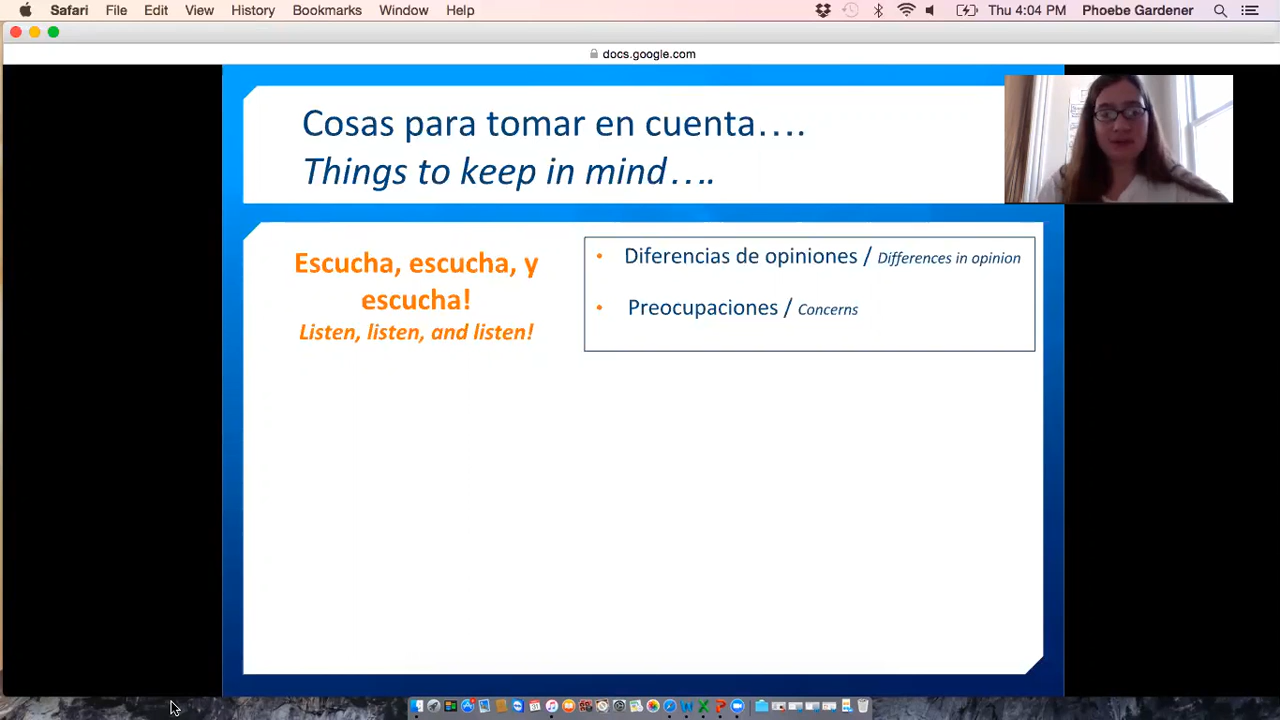 Safari File Edit View History Bookmarks Window Help Thu 4:04 PM Phoebe Gardener
docs.google.com
Cosas para tomar en cuenta….
Things to keep in mind….
Escucha, escucha, y
escucha!
Listen, listen, and listen!
• Diferencias de opiniones / Differences in opinion
• Preocupaciones / Concerns